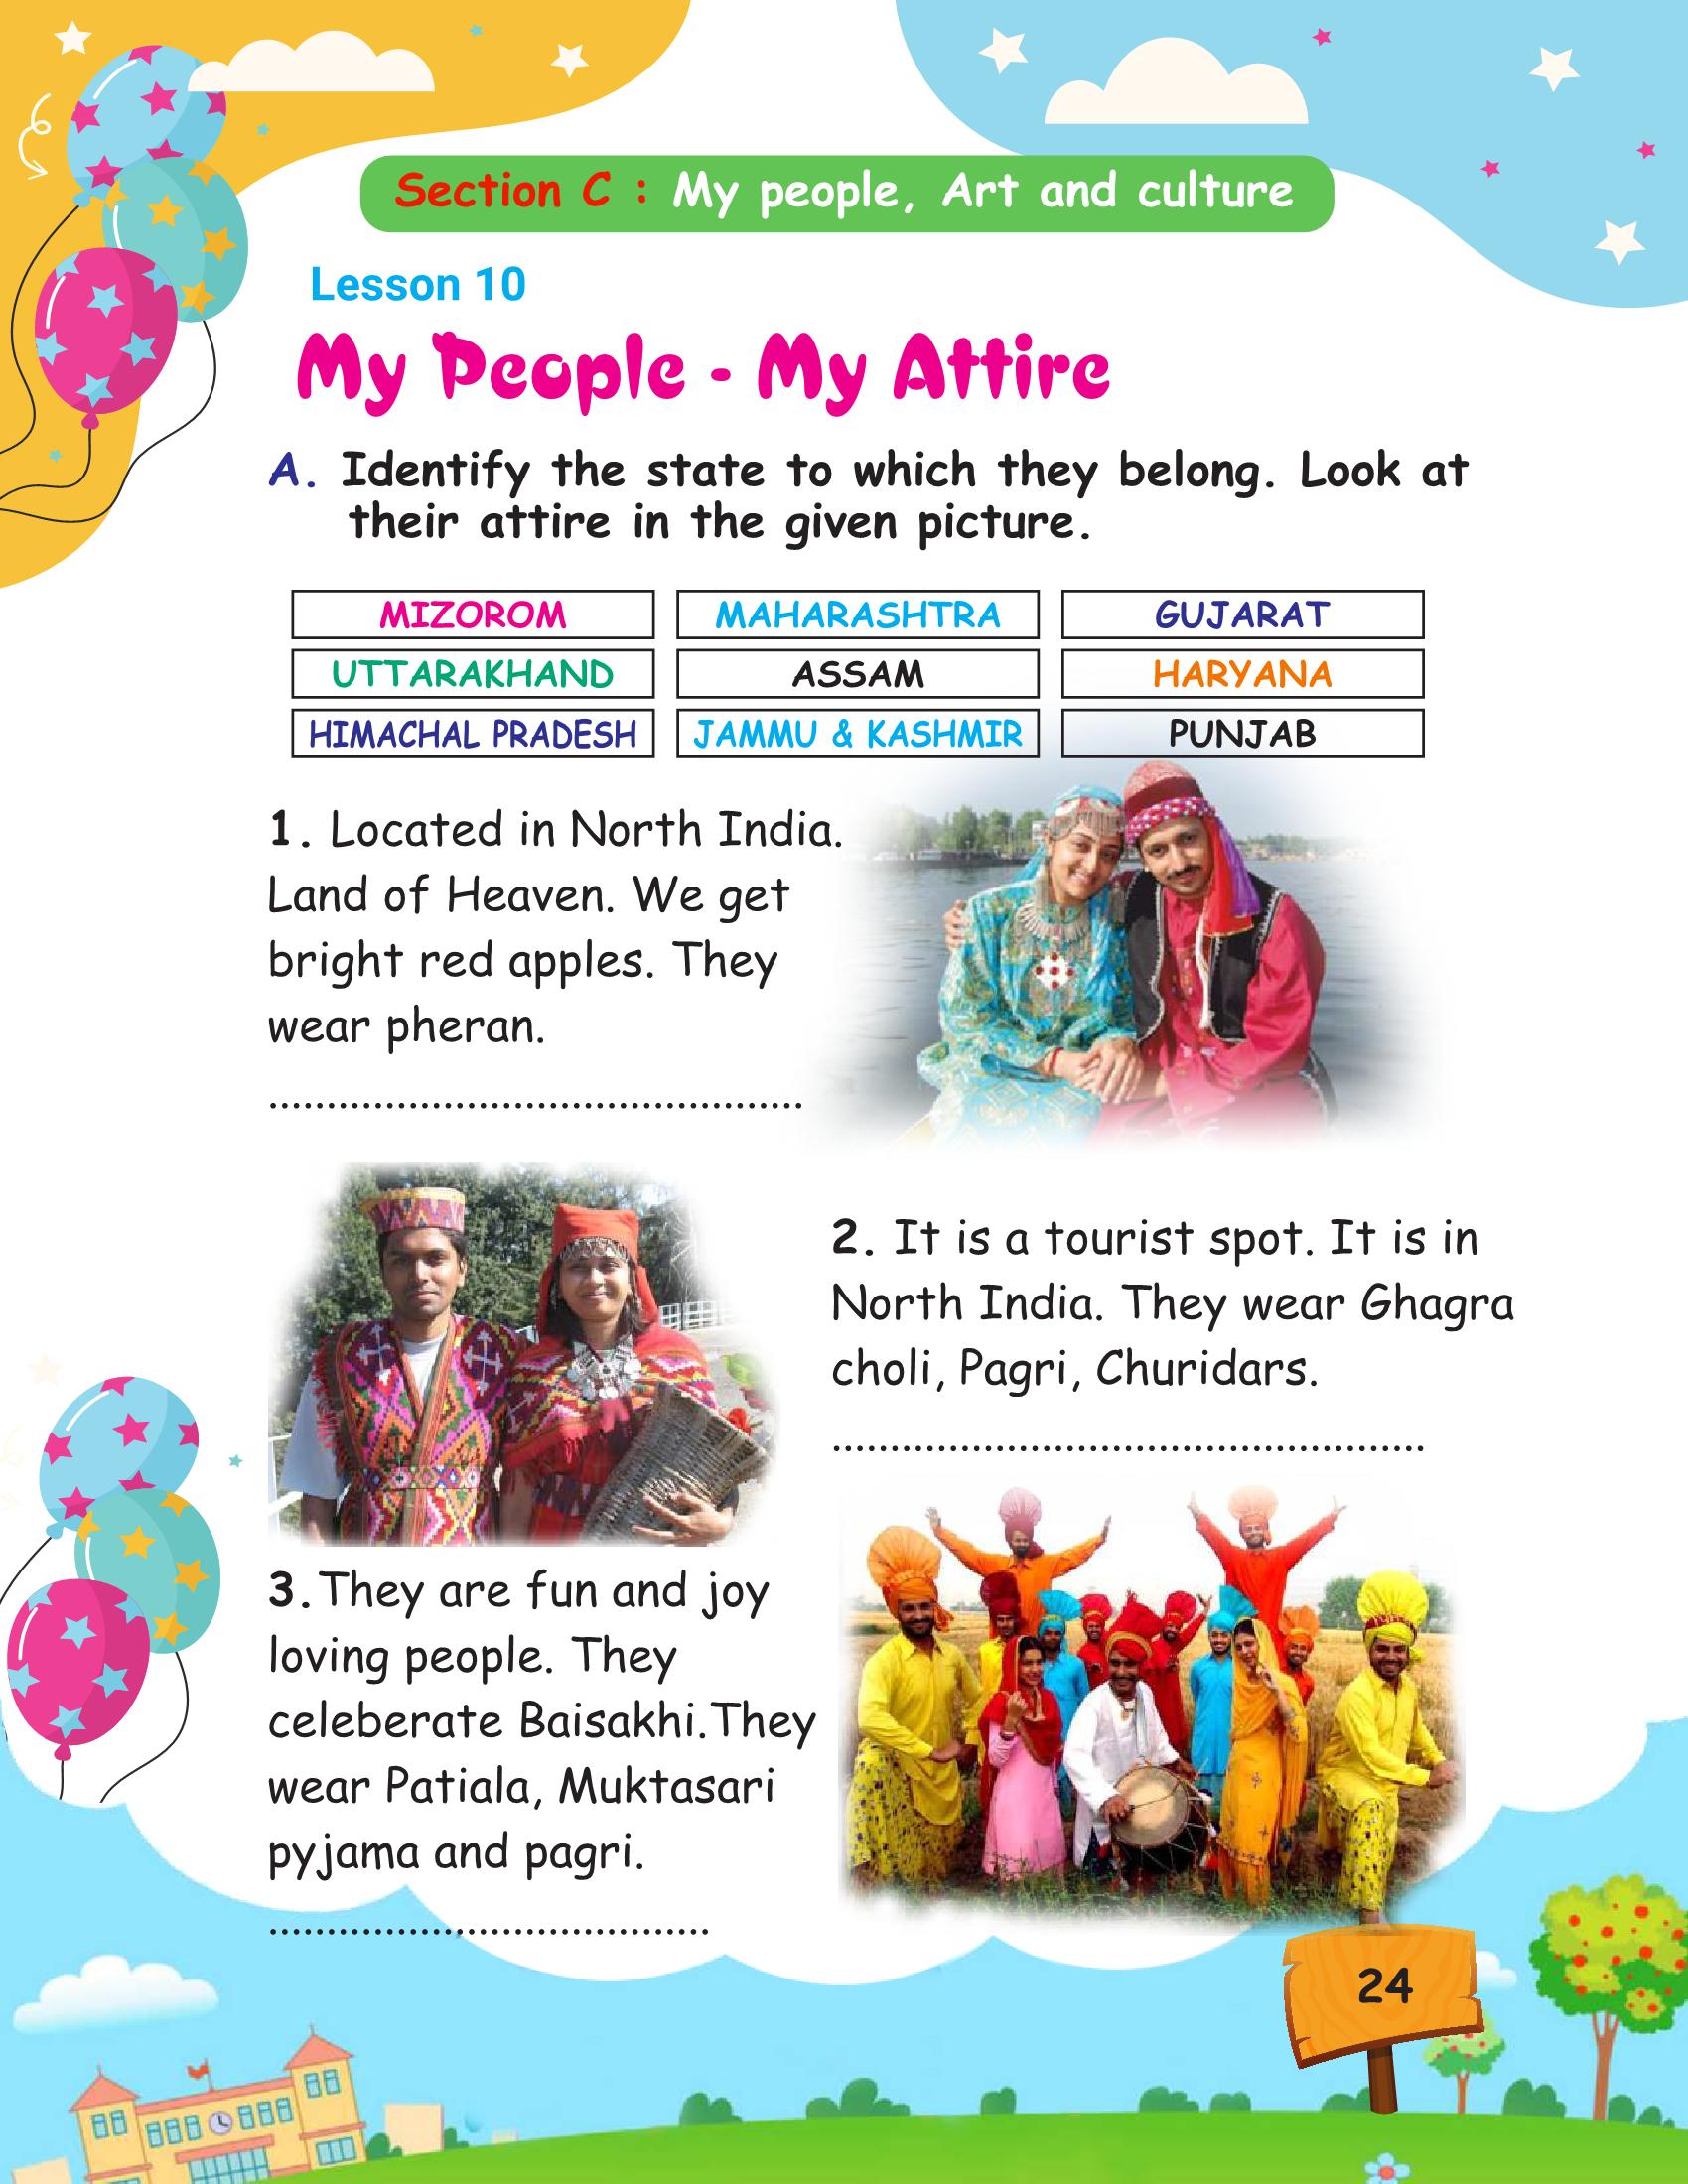 Section C : My people, Art and culture
Lesson 10
My People - My Attire
A. Identify the state to which they belong. Look at
their attire in the given picture.
MIZOROM MAHARASHTRA GUJARAT
UTTARAKHAND ASSAM HARYANA
HIMACHAL PRADESH JAMMU & KASHMIR PUNJAB
1. Located in North India.
Land of Heaven. We get
bright red apples. They
wear pheran.
..............................................
2. It is a tourist spot. It is in
North India. They wear Ghagra
choli, Pagri, Churidars.
...................................................
3.They are fun and joy
loving people. They
celeberate Baisakhi.They
wear Patiala, Muktasari
pyjama and pagri.
......................................
24